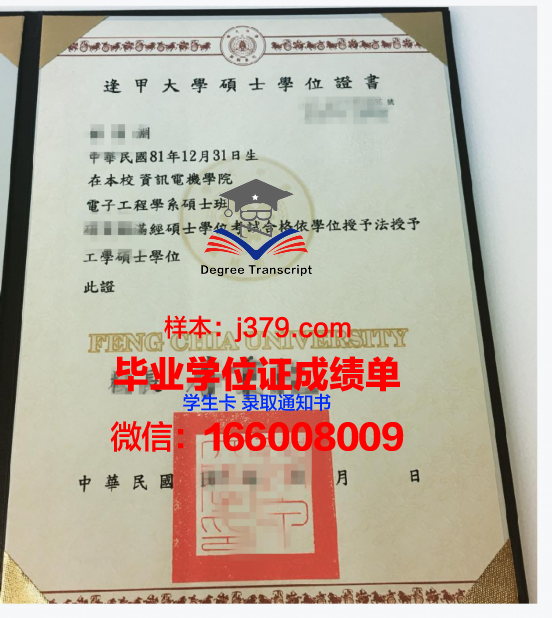 逢甲大學碩士學位證書
號
中華民國81年12月31日生
在本校 資訊電機學院
電子工程學系碩士班
滿經碩士學位考試合格依學位授予法授予
工學碩士學位
此證
Degree Transcript
样本：j379.com
FENG CHIA UNIVERSITY
毕业学位证成绩单
校長
学生卡 录取通知书
微信：166008009
中華民國 月 日